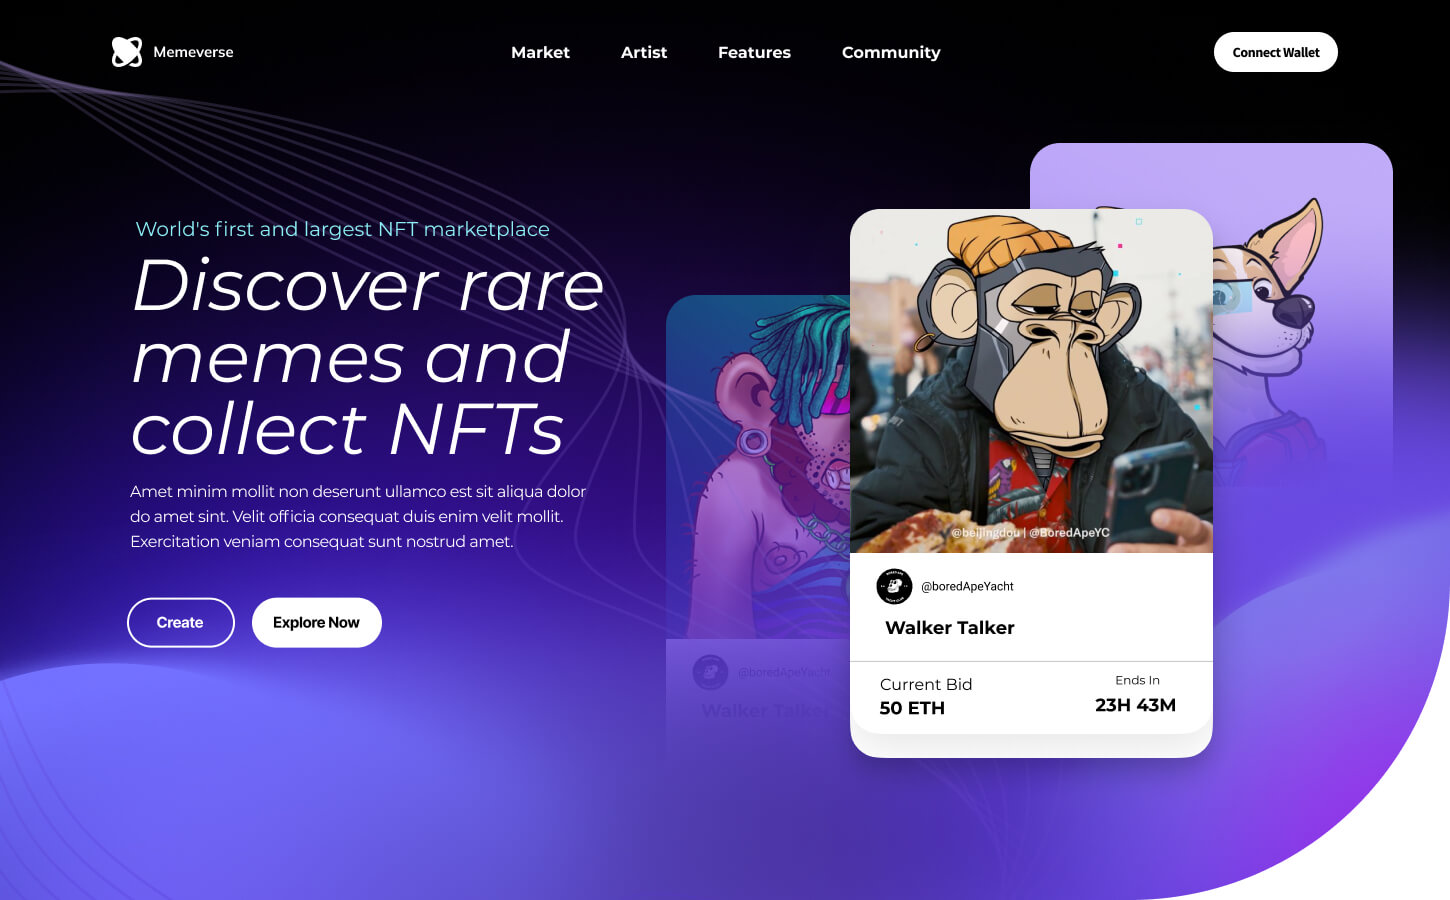 Memeverse
Market
Artist
Features
Community
Connect Wallet
World's first and largest NFT marketplace
Discover rare
memes and
collect NFTs
Amet minim mollit non deserunt ullamco est sit aliqua dolor
do amet sint. Velit officia consequat duis enim velit mollit.
Exercitation veniam consequat sunt nostrud amet.
Create
Explore Now
@beijingdou | @BoredApeYC
@boredApeYacht
Walker Talker
Current Bid
50 ETH
Ends In
23H 43M
@boredApeYacht
Walker Talker